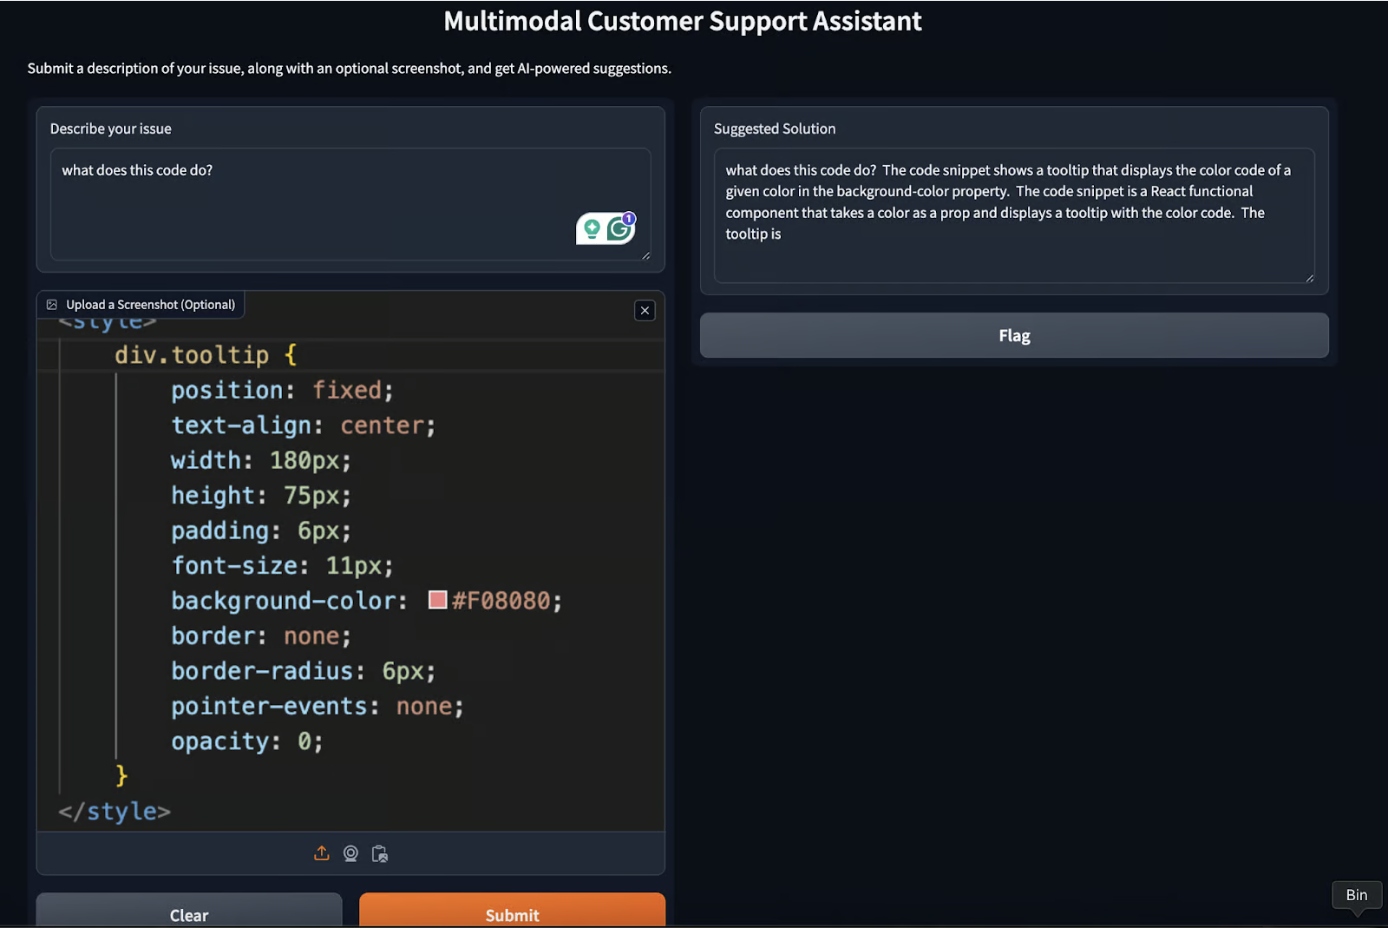 Multimodal Customer Support Assistant
Submit a description of your issue, along with an optional screenshot, and get AI-powered suggestions.
Describe your issue
what does this code do?
1
Upload a Screenshot (Optional)
<style>
div.tooltip {
position: fixed;
text-align: center;
width: 180px;
height: 75px;
padding: 6px;
font-size: 11px;
background-color: #F08080;
border: none;
border-radius: 6px;
pointer-events: none;
opacity: 0;
}
</style>
Clear
Submit
Suggested Solution
what does this code do?  The code snippet shows a tooltip that displays the color code of a
given color in the background-color property.  The code snippet is a React functional
component that takes a color as a prop and displays a tooltip with the color code.  The
tooltip is
Flag
Bin